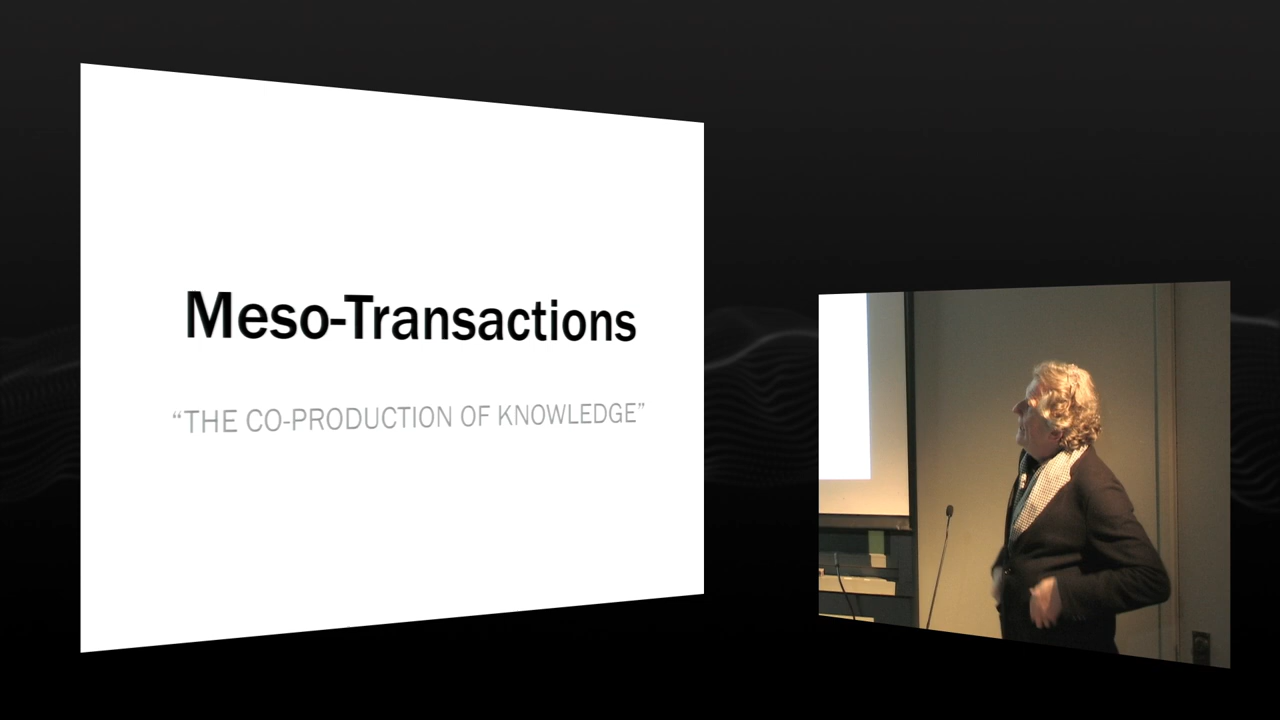 Meso-Transactions
“THE CO-PRODUCTION OF KNOWLEDGE”